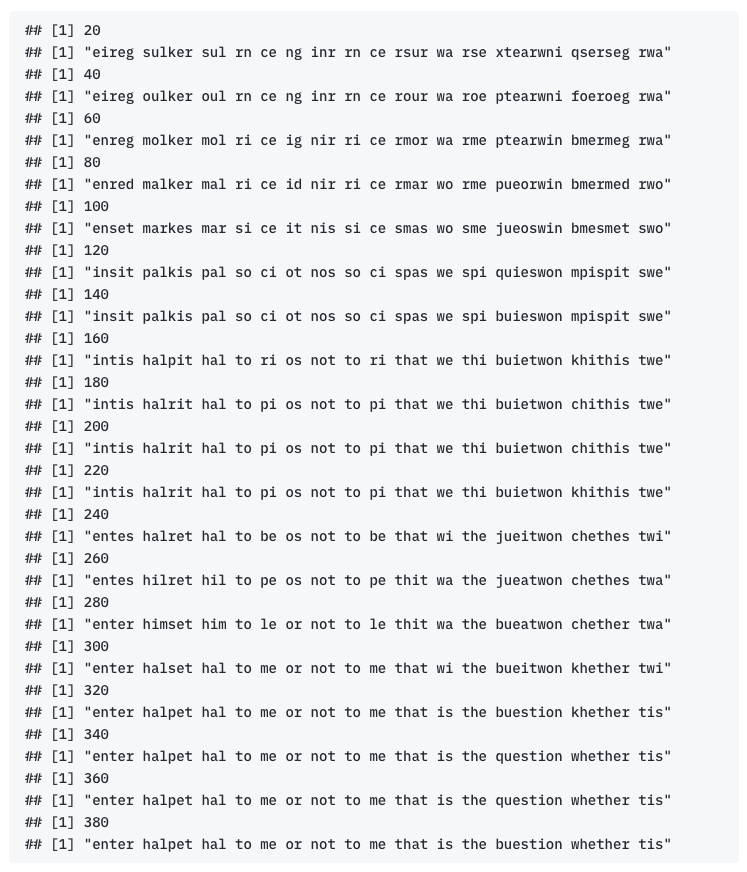 ## [1] 20
## [1] "eireg sulker sul rn ce ng inr rn ce rsur wa rse xtearwni qserseg rwa"
## [1] 40
## [1] "eireg oulker oul rn ce ng inr rn ce rour wa roe ptearwni foeroeg rwa"
## [1] 60
## [1] "enreg molker mol ri ce ig nir ri ce rmor wa rme ptearwin bmermeg rwa"
## [1] 80
## [1] "enred malker mal ri ce id nir ri ce rmar wo rme pueorwin bmermed rwo"
## [1] 100
## [1] "enset markes mar si ce it nis si ce smas wo sme jueoswin bmesmet swo"
## [1] 120
## [1] "insit palkis pal so ci ot nos so ci spas we spi quieswon mpispit swe"
## [1] 140
## [1] "insit palkis pal so ci ot nos so ci spas we spi buieswon mpispit swe"
## [1] 160
## [1] "intis halpit hal to ri os not to ri that we thi buietwon khithis twe"
## [1] 180
## [1] "intis halrit hal to pi os not to pi that we thi buietwon chithis twe"
## [1] 200
## [1] "intis halrit hal to pi os not to pi that we thi buietwon chithis twe"
## [1] 220
## [1] "intis halrit hal to pi os not to pi that we thi buietwon khithis twe"
## [1] 240
## [1] "entes halret hal to be os not to be that wi the jueitwon chethes twi"
## [1] 260
## [1] "entes hilret hil to pe os not to pe thit wa the jueatwon chethes twa"
## [1] 280
## [1] "enter himset him to le or not to le thit wa the bueatwon chether twa"
## [1] 300
## [1] "enter halset hal to me or not to me that wi the bueitwon khether twi"
## [1] 320
## [1] "enter halpet hal to me or not to me that is the buestion khether tis"
## [1] 340
## [1] "enter halpet hal to me or not to me that is the question whether tis"
## [1] 360
## [1] "enter halpet hal to me or not to me that is the question whether tis"
## [1] 380
## [1] "enter halpet hal to me or not to me that is the buestion whether tis"